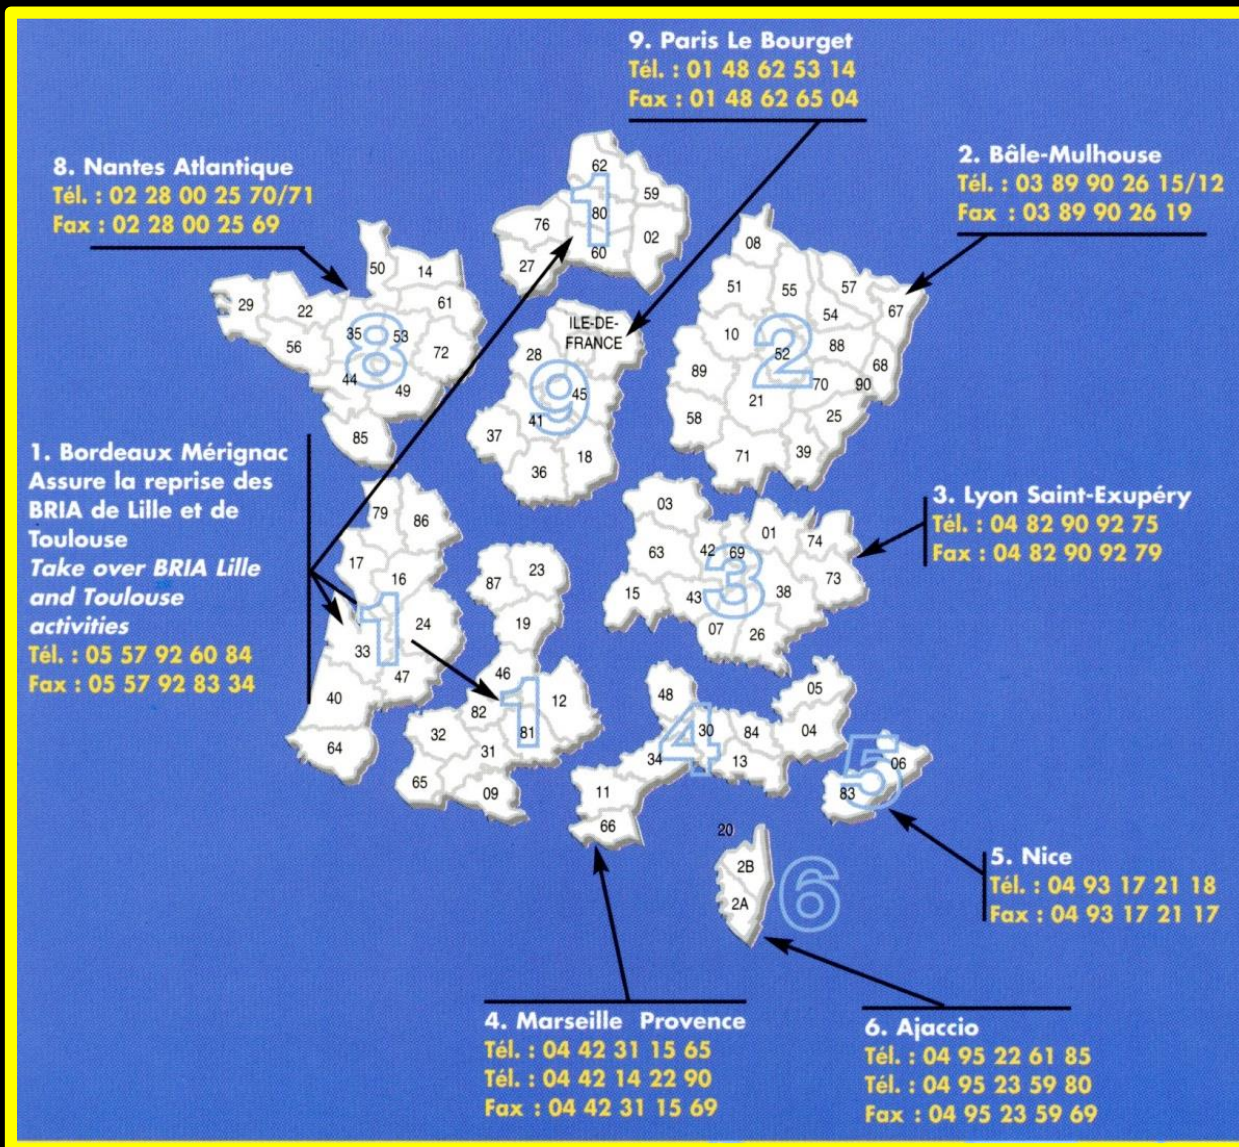 9. Paris Le Bourget
Tél. : 01 48 62 53 14
Fax : 01 48 62 65 04
8. Nantes Atlantique
Tél. : 02 28 00 25 70/71
Fax : 02 28 00 25 69
2. Bâle-Mulhouse
Tél. : 03 89 90 26 15/12
Fax : 03 89 90 26 19
1. Bordeaux Mérignac
Assure la reprise des
BRIA de Lille et de
Toulouse
Take over BRIA Lille
and Toulouse
activities
Tél. : 05 57 92 60 84
Fax : 05 57 92 83 34
3. Lyon Saint-Exupéry
Tél. : 04 82 90 92 75
Fax : 04 82 90 92 79
5. Nice
Tél. : 04 93 17 21 18
Fax : 04 93 17 21 17
4. Marseille Provence
Tél. : 04 42 31 15 65
Tél. : 04 42 14 22 90
Fax : 04 42 31 15 69
6. Ajaccio
Tél. : 04 95 22 61 85
Tél. : 04 95 23 59 80
Fax : 04 95 23 59 69
1
62
59
80
76
02
60
27
8
50
14
29
22
61
35
53
56
72
44
49
85
9
ILE-DE-
FRANCE
28
45
41
37
18
36
2
08
51
55
57
67
54
10
88
52
68
89
70
90
21
58
25
71
39
1
79
86
17
16
24
33
47
40
64
1
87
23
19
46
12
82
32
81
31
65
09
3
03
01
74
63
42
69
73
15
43
38
07
26
4
48
05
30
84
04
34
13
11
66
5
06
83
6
20
2B
2A